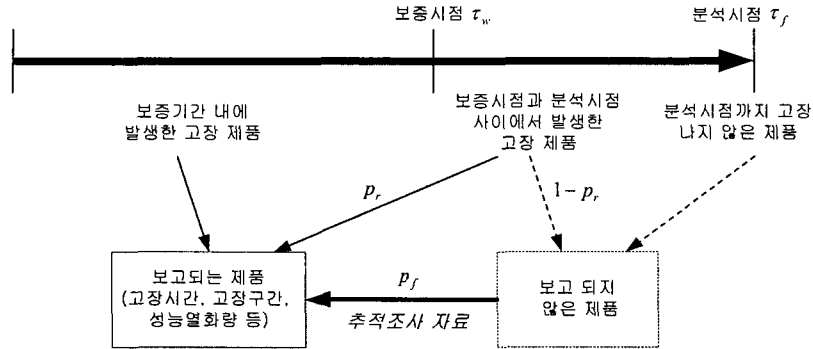 보증시점 τw
분석시점 τf
보증기간 내에
발생한 고장 제품
보증시점과 분석시점
사이에서 발생한
고장 제품
분석시점까지 고장
나지 않은 제품
pr
1 − pr
보고되는 제품
(고장시간, 고장구간,
성능열화량 등)
pf
추적조사 자료
보고 되지
않은 제품